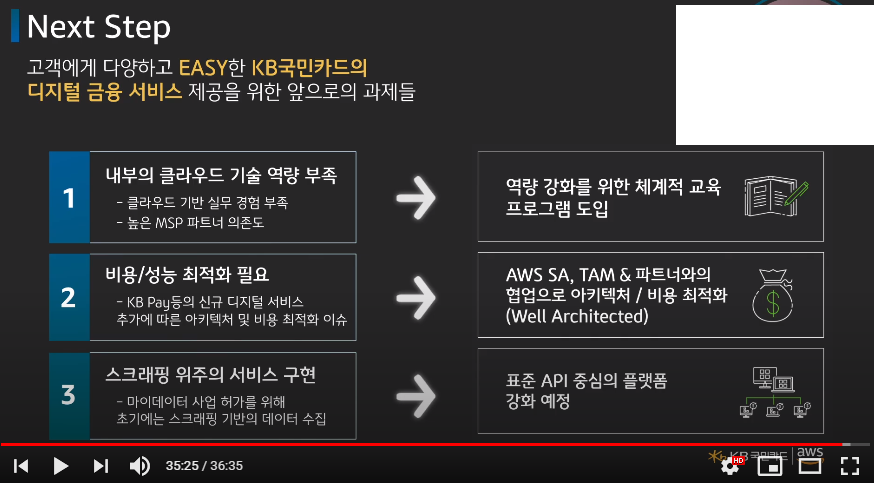 Next Step
고객에게 다양하고 EASY한 KB국민카드의
디지털 금융 서비스 제공을 위한 앞으로의 과제들
1
내부의 클라우드 기술 역량 부족
- 클라우드 기반 실무 경험 부족
- 높은 MSP 파트너 의존도
역량 강화를 위한 체계적 교육
프로그램 도입
2
비용/성능 최적화 필요
- KB Pay등의 신규 디지털 서비스
추가에 따른 아키텍처 및 비용 최적화 이슈
AWS SA, TAM & 파트너와의
협업으로 아키텍처 / 비용 최적화
(Well Architected)
3
스크래핑 위주의 서비스 구현
- 마이데이터 사업 허가를 위해
초기에는 스크래핑 기반의 데이터 수집
표준 API 중심의 플랫폼
강화 예정
KB국민카드 | aws
35:25 / 36:35
HD